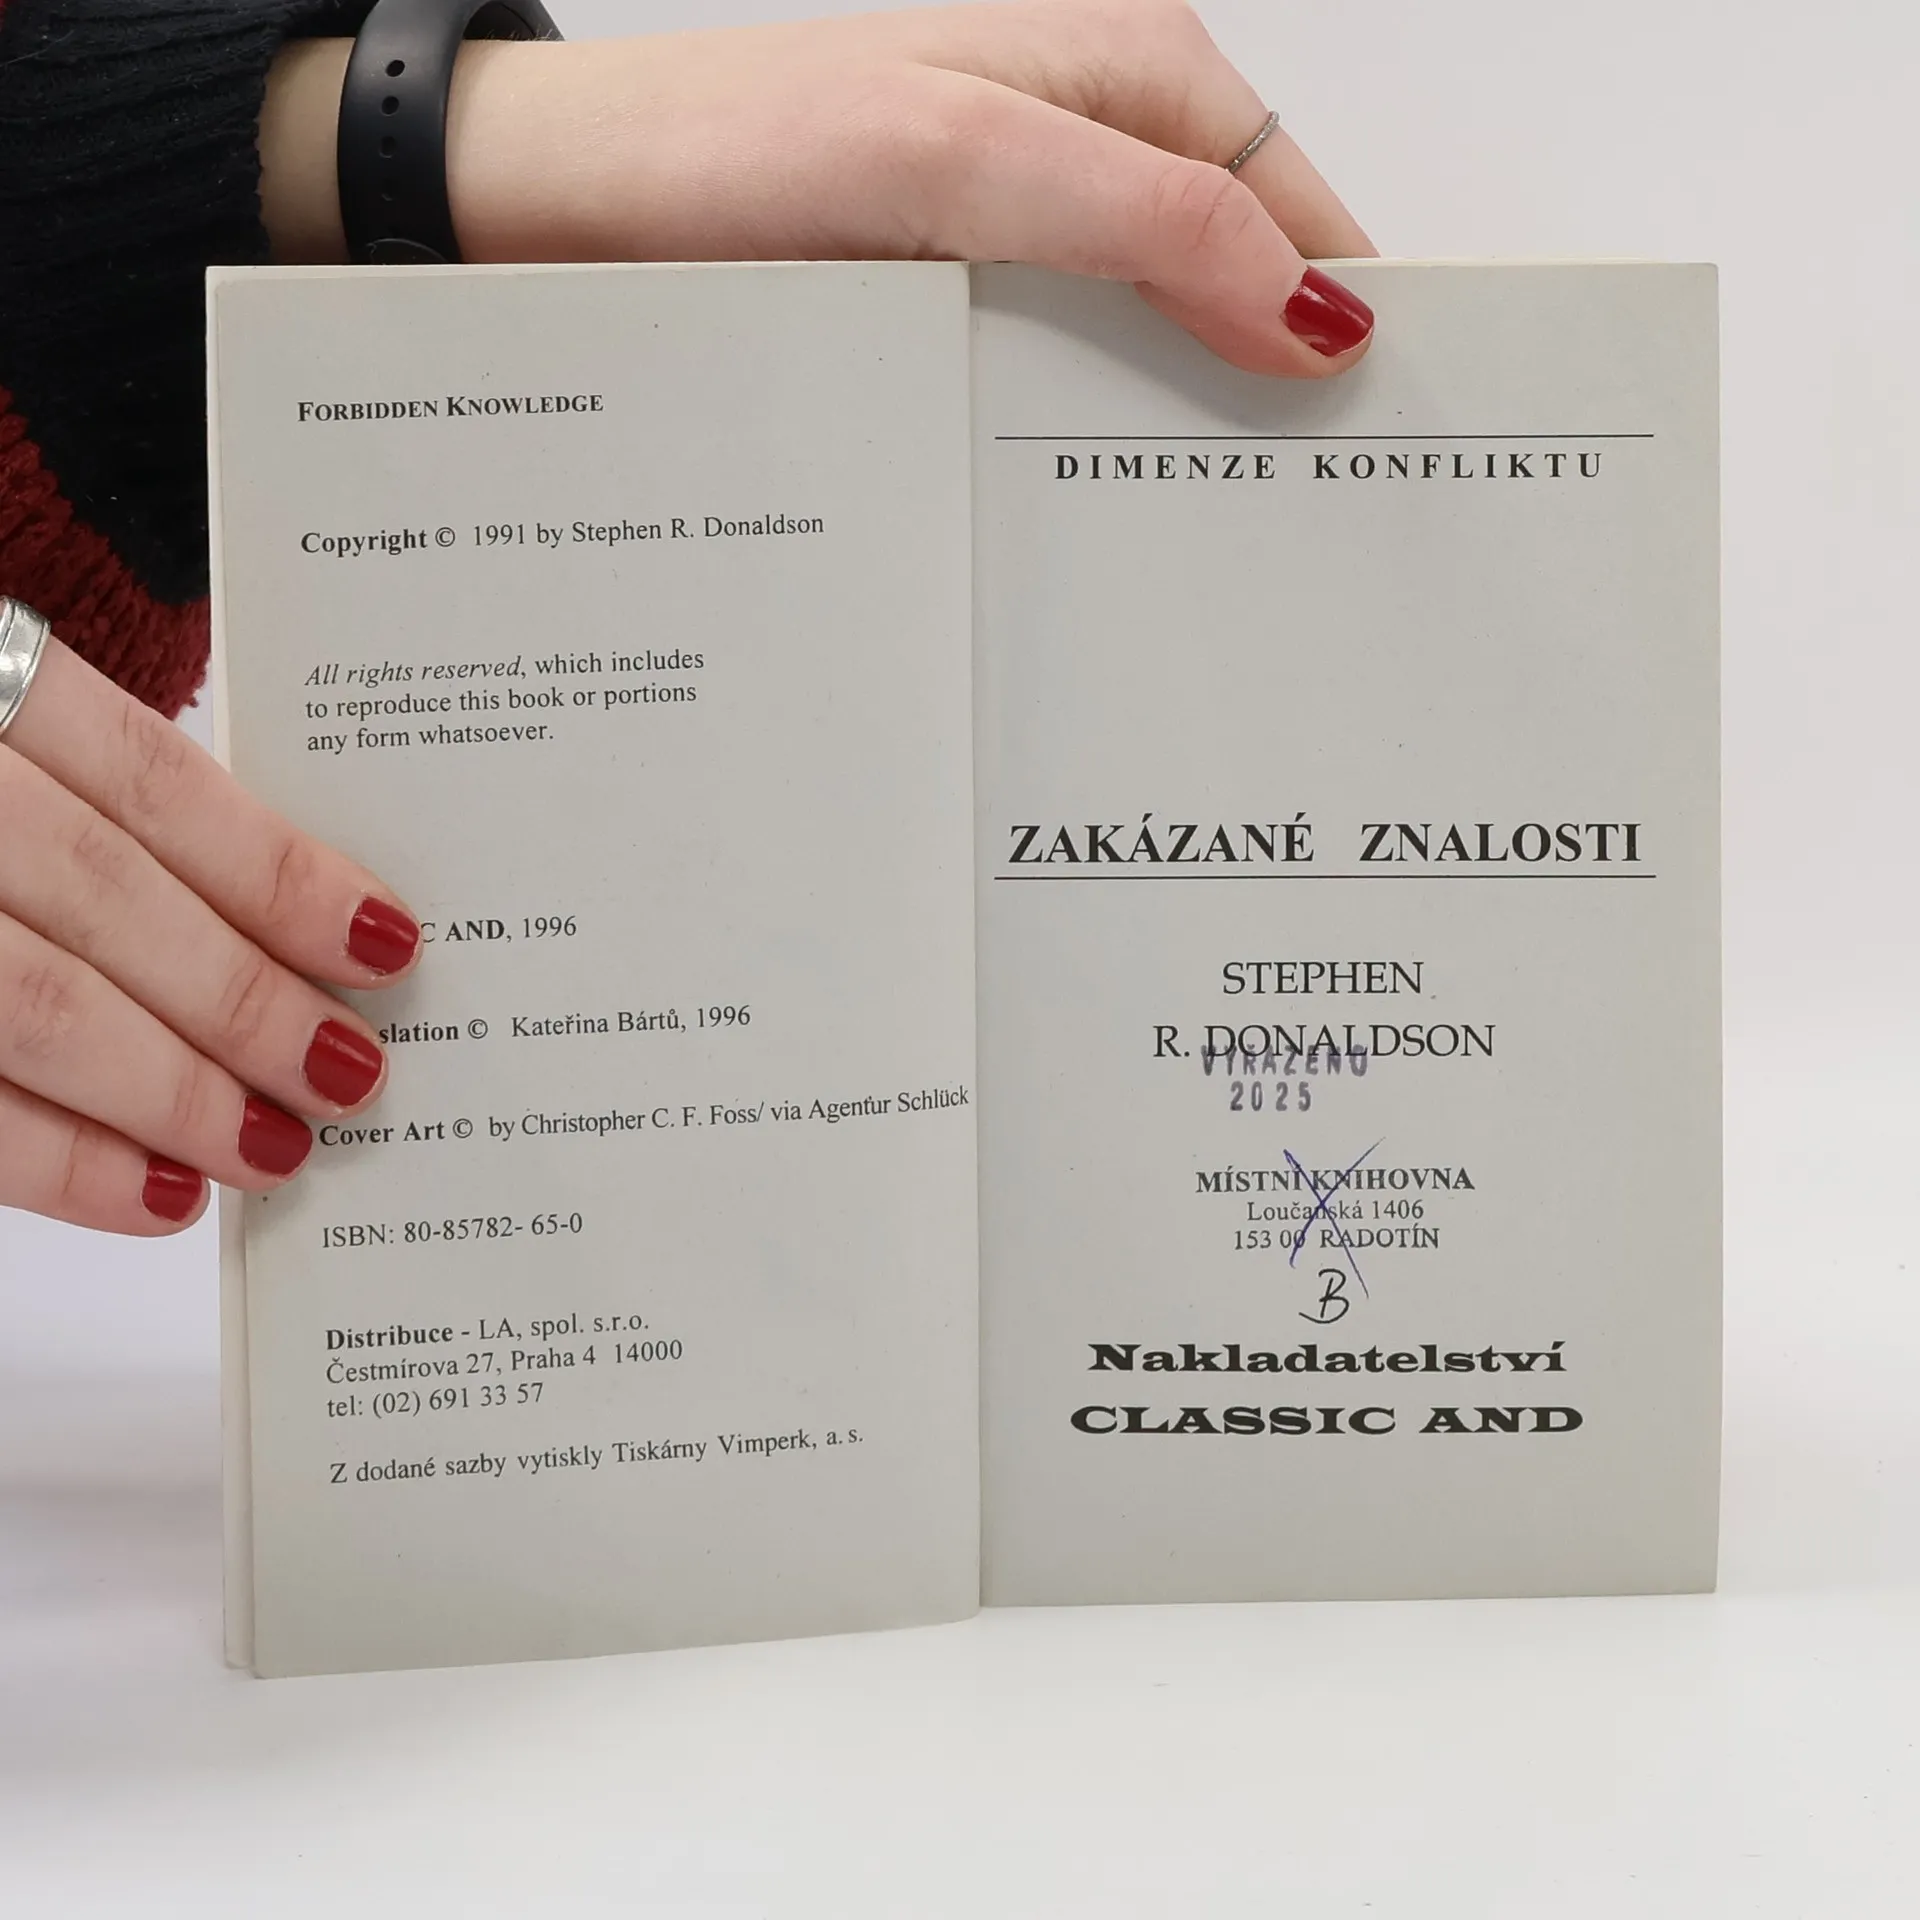 FORBIDDEN KNOWLEDGE
Copyright © 1991 by Stephen R. Donaldson
All rights reserved, which includes
to reproduce this book or portions
any form whatsoever.
C AND, 1996
slation © Kateřina Bártů, 1996
Cover Art © by Christopher C. F. Foss/ via Agentur Schlück
ISBN: 80-85782- 65-0
Distribuce - LA, spol. s.r.o.
Čestmírova 27, Praha 4 14000
tel: (02) 691 33 57
Z dodané sazby vytiskly Tiskárny Vimperk, a. s.
DIMENZE KONFLIKTU
ZAKÁZANÉ ZNALOSTI
STEPHEN
R. DONALDSON
VYŘAZENO
2025
MÍSTNÍ KNIHOVNA
Loučanská 1406
153 00 RADOTÍN
B
Nakladatelství
CLASSIC AND